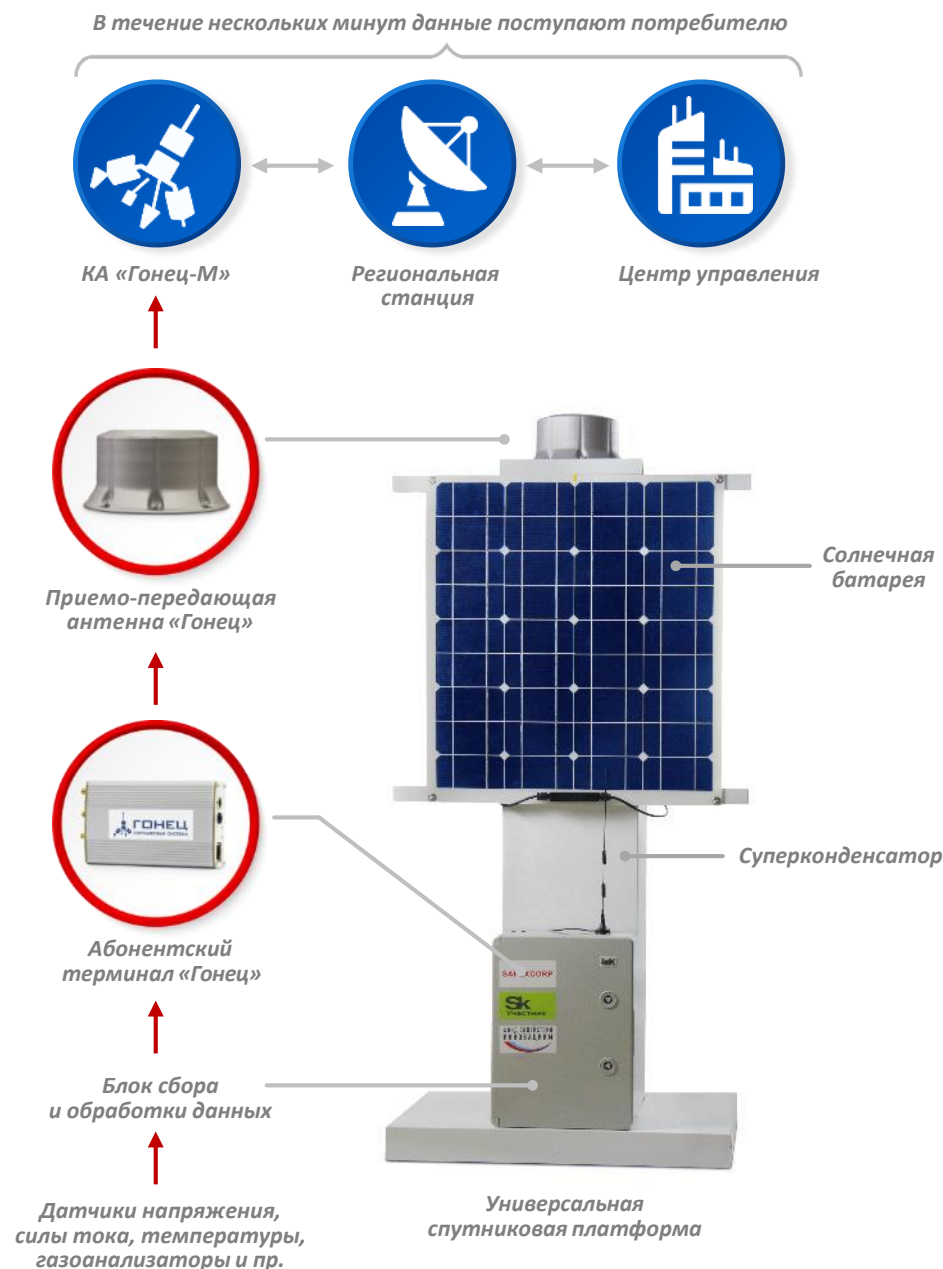 В течение нескольких минут данные поступают потребителю
КА «Гонец-М»
Региональная
станция
Центр управления
Приемо-передающая
антенна «Гонец»
Солнечная
батарея
ГОНЕЦ
Суперконденсатор
Абонентский
терминал «Гонец»
IEK
Sk
Участник
ИННОВАЦИЯМ
Блок сбора
и обработки данных
Датчики напряжения,
силы тока, температуры,
газоанализаторы и пр.
Универсальная
спутниковая платформа